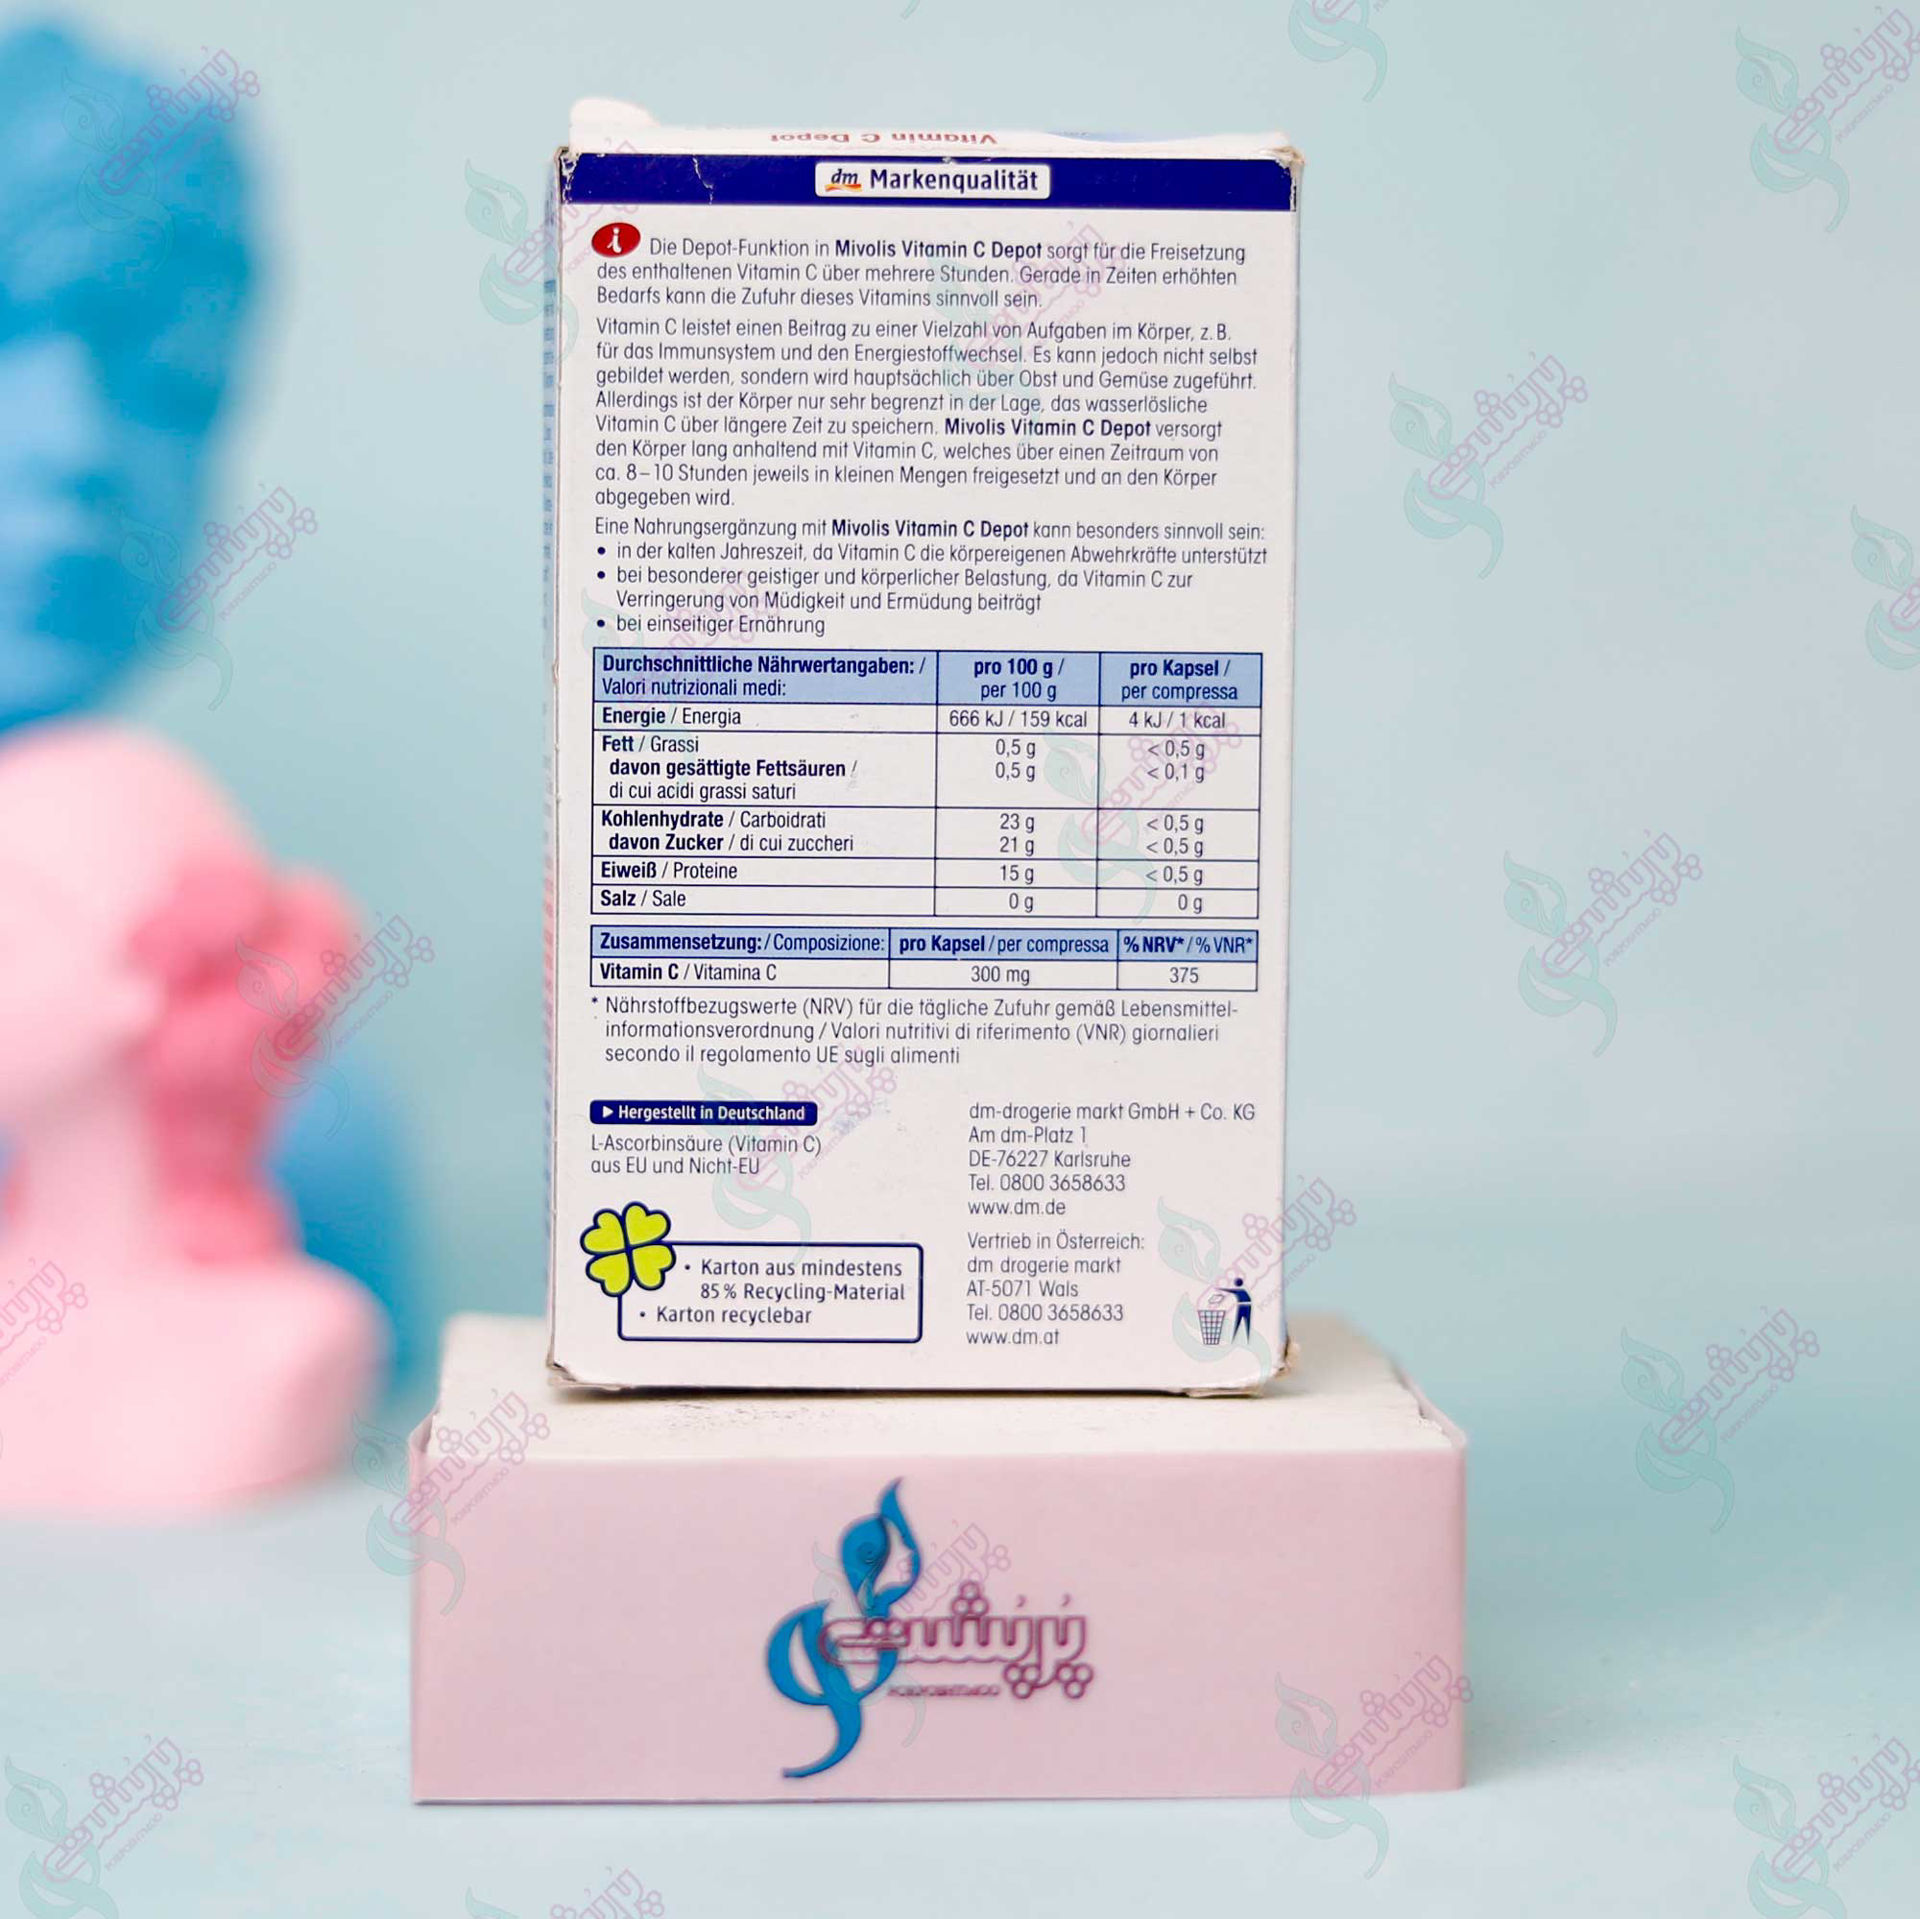 Vitamin C Depot
dm Markenqualität
i Die Depot-Funktion in Mivolis Vitamin C Depot sorgt für die Freisetzung
des enthaltenen Vitamin C über mehrere Stunden. Gerade in Zeiten erhöhten
Bedarfs kann die Zufuhr dieses Vitamins sinnvoll sein.
Vitamin C leistet einen Beitrag zu einer Vielzahl von Aufgaben im Körper, z. B.
für das Immunsystem und den Energiestoffwechsel. Es kann jedoch nicht selbst
gebildet werden, sondern wird hauptsächlich über Obst und Gemüse zugeführt.
Allerdings ist der Körper nur sehr begrenzt in der Lage, das wasserlösliche
Vitamin C über längere Zeit zu speichern. Mivolis Vitamin C Depot versorgt
den Körper lang anhaltend mit Vitamin C, welches über einen Zeitraum von
ca. 8–10 Stunden jeweils in kleinen Mengen freigesetzt und an den Körper
abgegeben wird.
Eine Nahrungsergänzung mit Mivolis Vitamin C Depot kann besonders sinnvoll sein:
• in der kalten Jahreszeit, da Vitamin C die körpereigenen Abwehrkräfte unterstützt
• bei besonderer geistiger und körperlicher Belastung, da Vitamin C zur
Verringerung von Müdigkeit und Ermüdung beiträgt
• bei einseitiger Ernährung
Durchschnittliche Nährwertangaben: / pro 100 g / pro Kapsel /
Valori nutrizionali medi: per 100 g per compressa
Energie / Energia 666 kJ / 159 kcal 4 kJ / 1 kcal
Fett / Grassi 0,5 g < 0,5 g
davon gesättigte Fettsäuren / 0,5 g < 0,1 g
di cui acidi grassi saturi
Kohlenhydrate / Carboidrati 23 g < 0,5 g
davon Zucker / di cui zuccheri 21 g < 0,5 g
Eiweiß / Proteine 15 g < 0,5 g
Salz / Sale 0 g 0 g
Zusammensetzung: / Composizione: pro Kapsel / per compressa % NRV* / % VNR*
Vitamin C / Vitamina C 300 mg 375
* Nährstoffbezugswerte (NRV) für die tägliche Zufuhr gemäß Lebensmittel-
informationsverordnung / Valori nutritivi di riferimento (VNR) giornalieri
secondo il regolamento UE sugli alimenti
Hergestellt in Deutschland
L-Ascorbinsäure (Vitamin C)
aus EU und Nicht-EU
• Karton aus mindestens
85 % Recycling-Material
• Karton recyclebar
dm-drogerie markt GmbH + Co. KG
Am dm-Platz 1
DE-76227 Karlsruhe
Tel. 0800 3658633
www.dm.de
Vertrieb in Österreich:
dm drogerie markt
AT-5071 Wals
Tel. 0800 3658633
www.dm.at